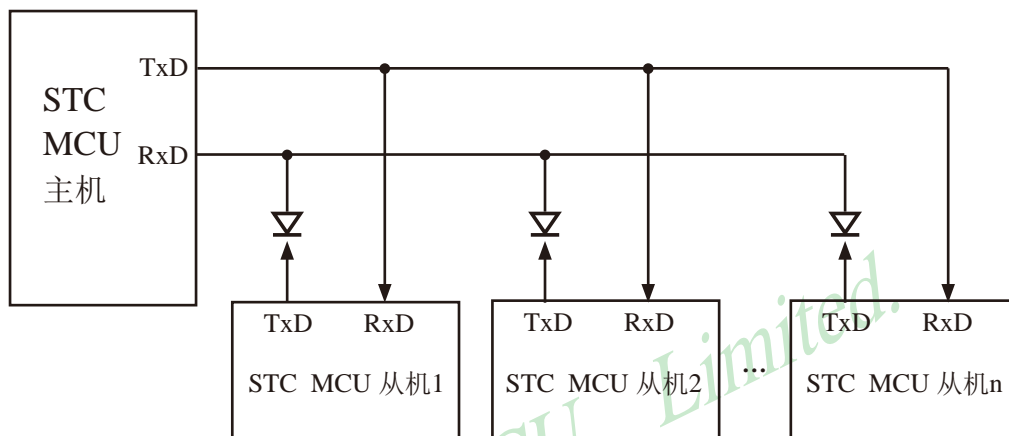 TxD
STC
MCU
RxD
主机
TxD RxD
STC MCU 从机1
TxD RxD
STC MCU 从机2
...
TxD RxD
STC MCU 从机n
MCU Limited.